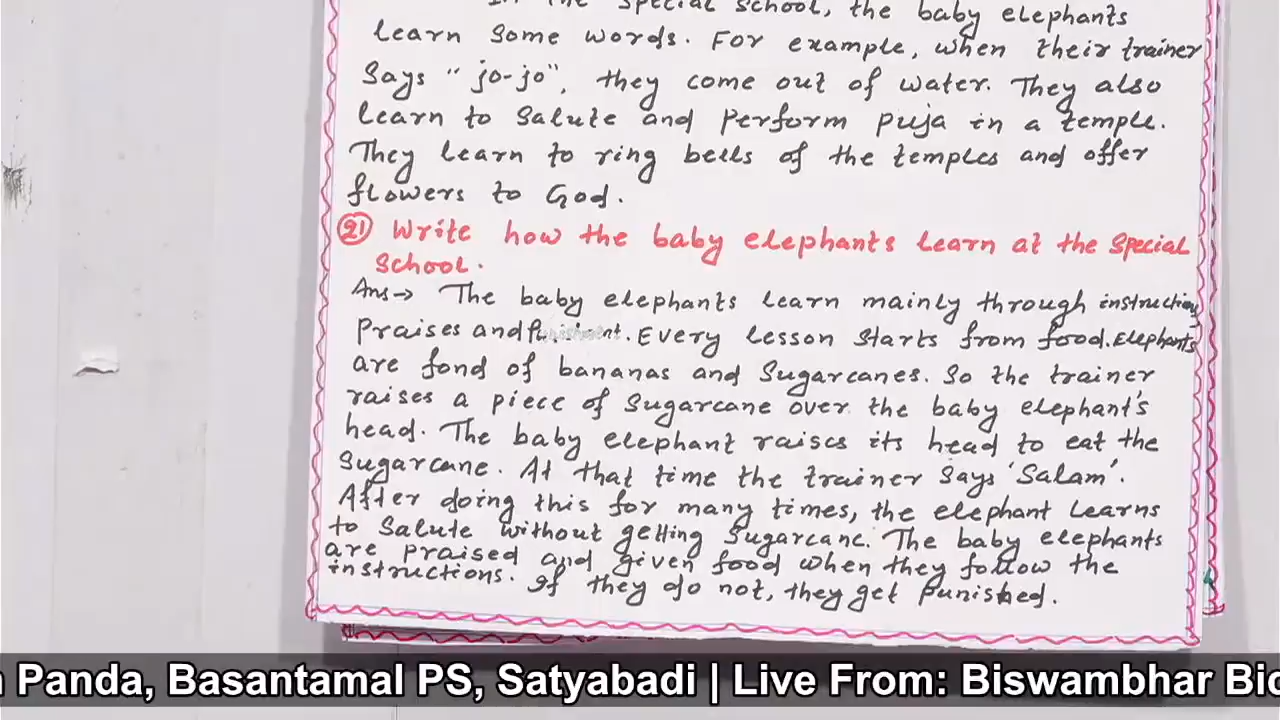 In the special school, the baby elephants
learn some words. For example, when their trainer
says "jo-jo", they come out of water. They also
learn to salute and perform puja in a temple.
They learn to ring bells of the temples and offer
flowers to God.
21 Write how the baby elephants learn at the special
school.
Ans→ The baby elephants learn mainly through
Praises and Punishment. Every lesson starts from food. Elephants
are fond of bananas and sugarcanes. So the trainer
raises a piece of sugarcane over the baby elephant's
head. The baby elephant raises its head to eat the
sugarcane. At that time the trainer says 'Salam'.
After doing this for many times, the elephant learns
to salute without getting sugarcane. The baby elephants
are praised and given food when they follow the
instructions. If they do not, they get punished.
Panda, Basantamal PS, Satyabadi | Live From: Biswambhar